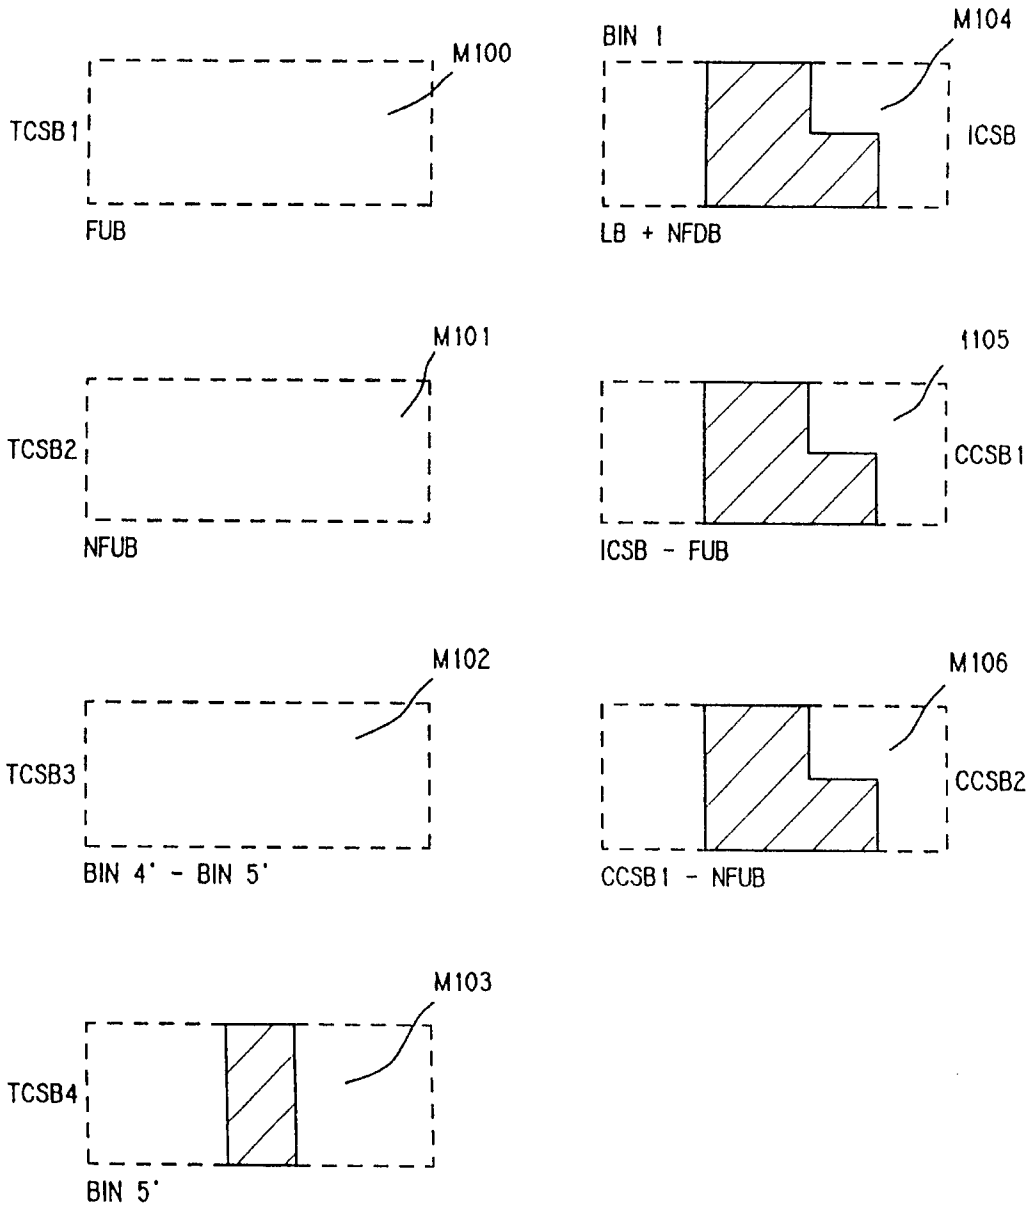 M100
TCSB1
FUB
BIN 1
M104
ICSB
LB + NFDB
M101
TCSB2
NFUB
1105
CCSB1
ICSB - FUB
M102
TCSB3
BIN 4' - BIN 5'
M106
CCSB2
CCSB1 - NFUB
M103
TCSB4
BIN 5'